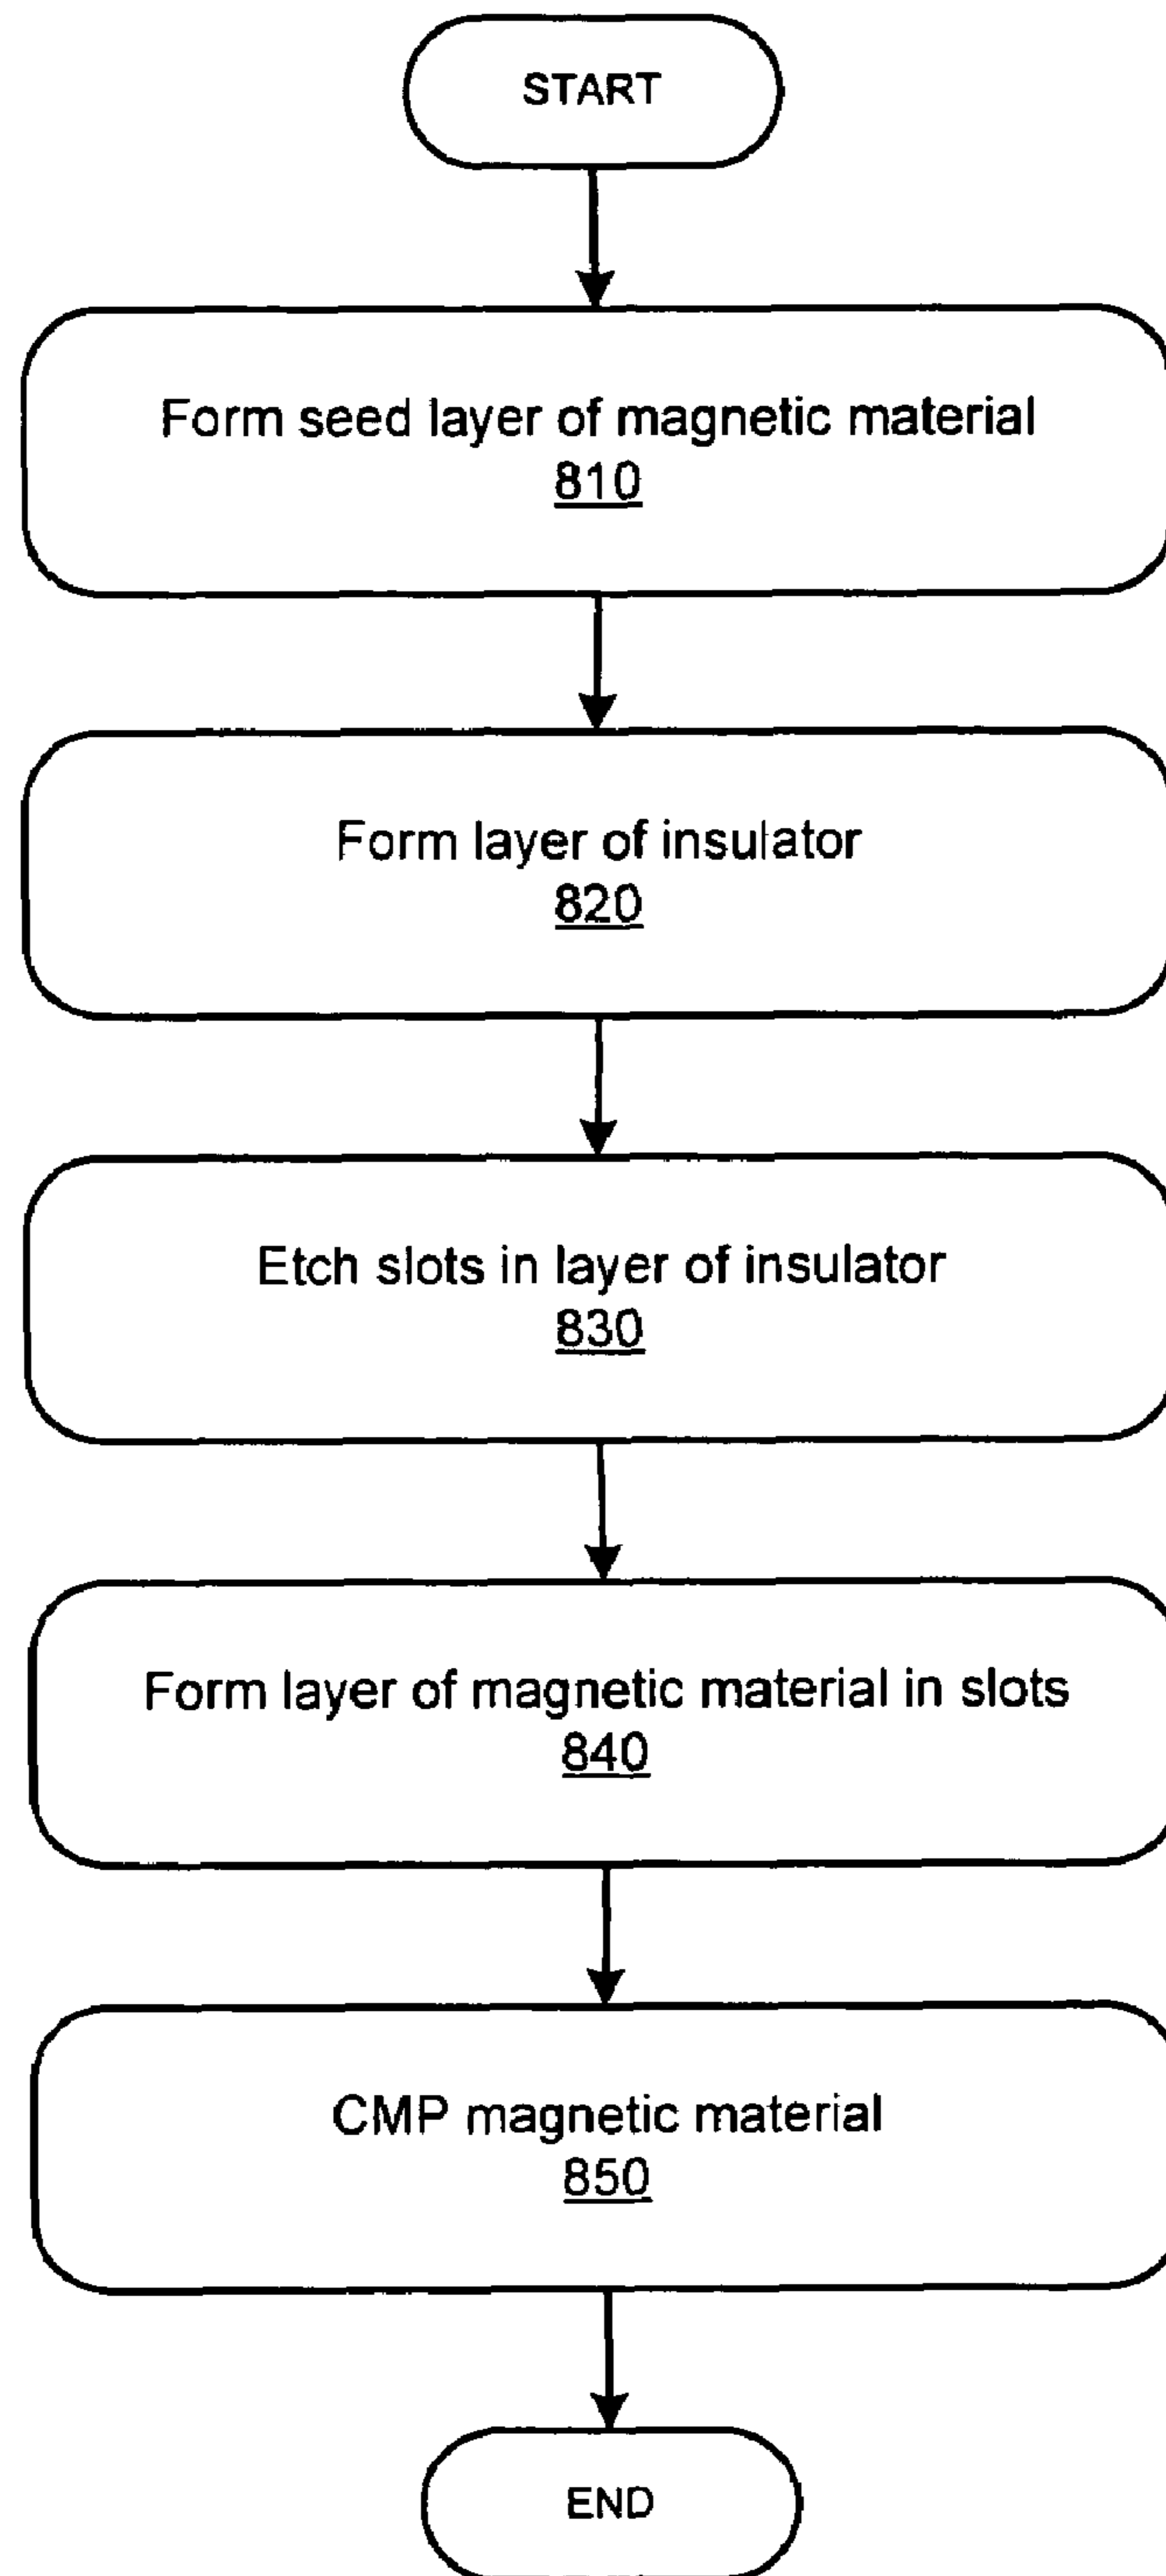 START
Form seed layer of magnetic material
810
Form layer of insulator
820
Etch slots in layer of insulator
830
Form layer of magnetic material in slots
840
CMP magnetic material
850
END